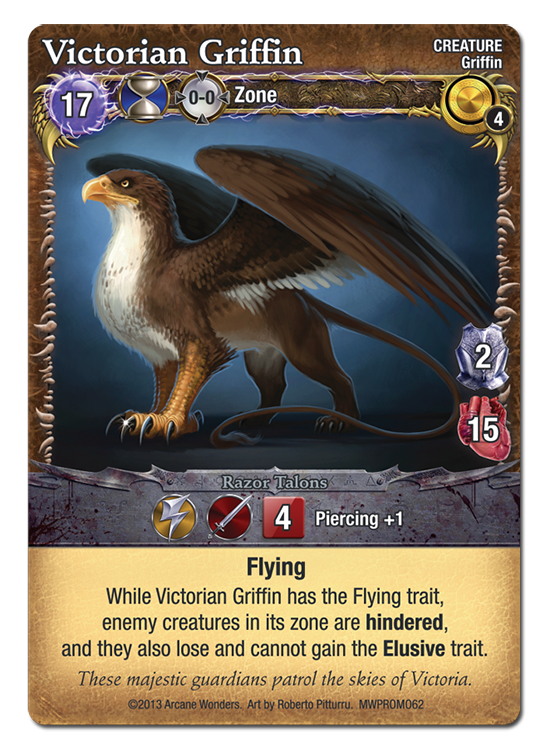 Victorian Griffin
CREATURE
Griffin
17
0-0 Zone
4
2
15
Razor Talons
4 Piercing +1
Flying
While Victorian Griffin has the Flying trait,
enemy creatures in its zone are hindered,
and they also lose and cannot gain the Elusive trait.
These majestic guardians patrol the skies of Victoria.
©2013 Arcane Wonders. Art by Roberto Pitturru. MWPROMO62